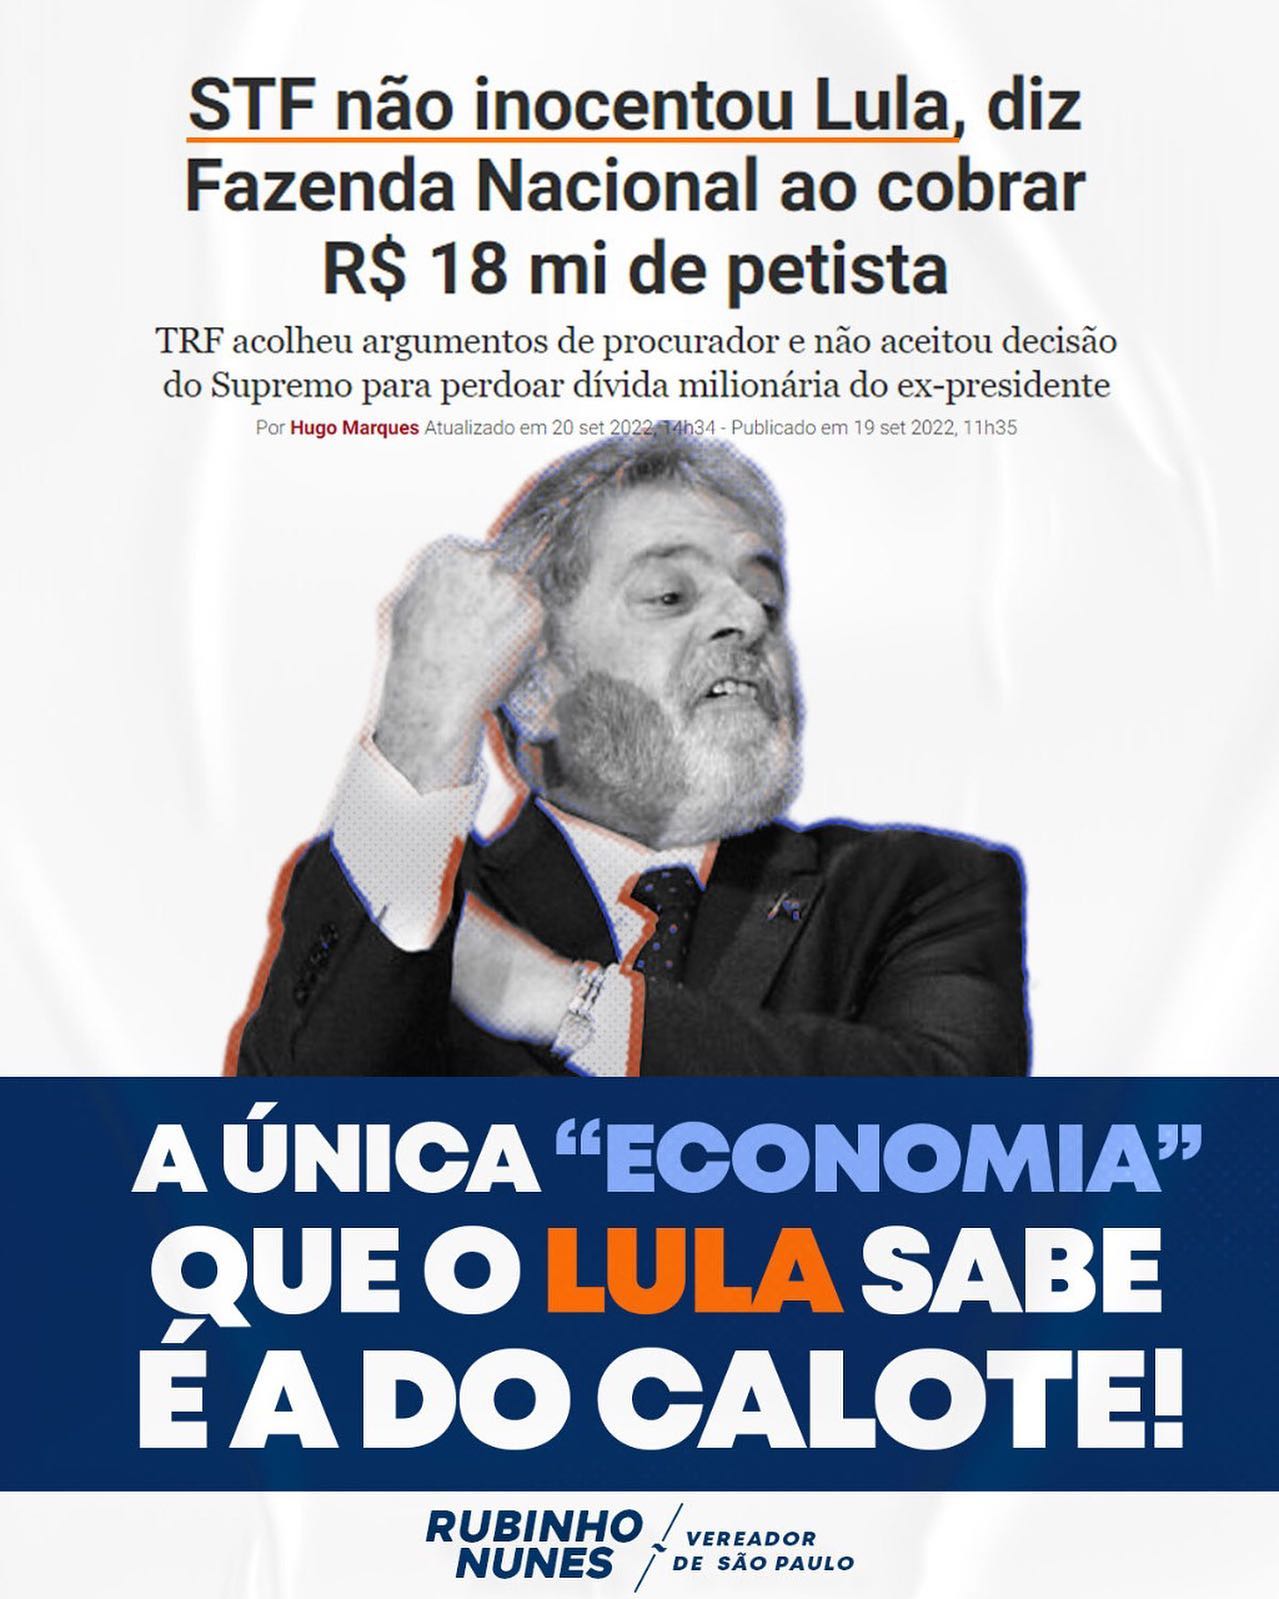 STF não inocentou Lula, diz
Fazenda Nacional ao cobrar
R$ 18 mi de petista
TRF acolheu argumentos de procurador e não aceitou decisão
do Supremo para perdoar dívida milionária do ex-presidente
Por Hugo Marques Atualizado em 20 set 2022, 14h34 - Publicado em 19 set 2022, 11h35
A ÚNICA “ECONOMIA”
QUE O LULA SABE
É A DO CALOTE!
RUBINHO
NUNES
VEREADOR
DE SÃO PAULO